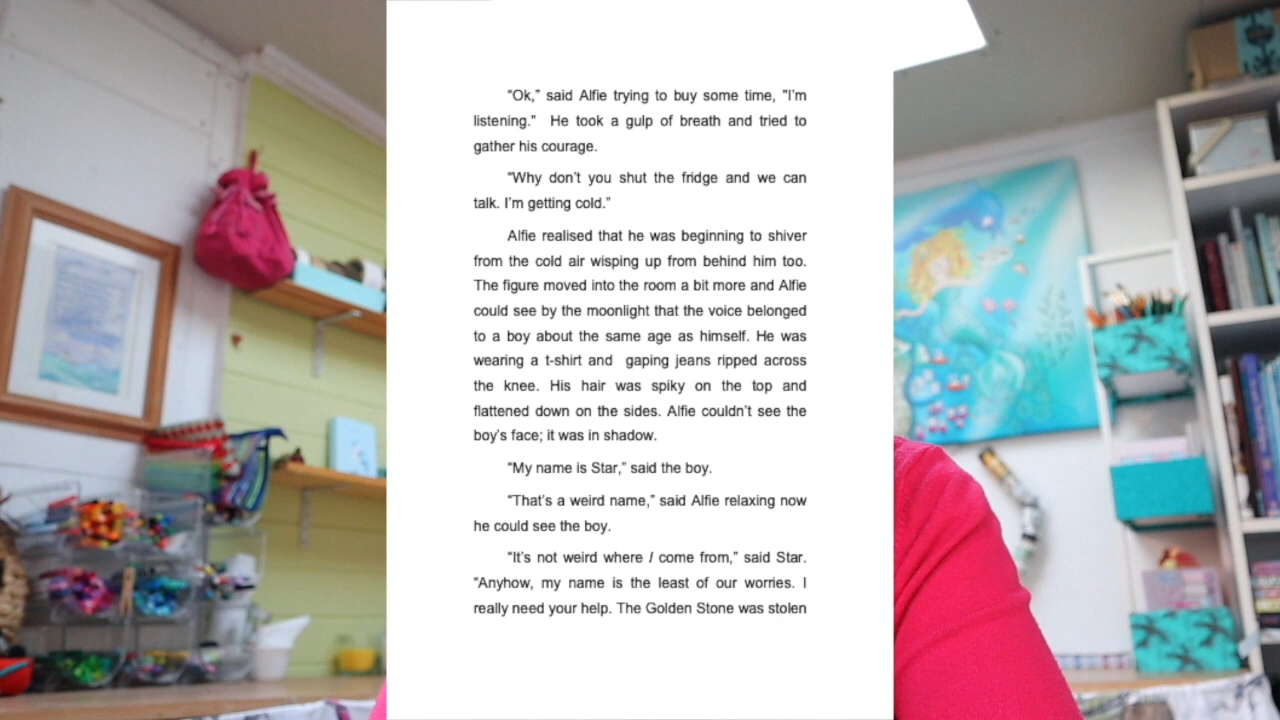 “Ok,” said Alfie trying to buy some time, "I’m
listening."  He took a gulp of breath and tried to
gather his courage.
“Why don’t you shut the fridge and we can
talk. I’m getting cold.”
Alfie realised that he was beginning to shiver
from the cold air wisping up from behind him too.
The figure moved into the room a bit more and Alfie
could see by the moonlight that the voice belonged
to a boy about the same age as himself. He was
wearing a t-shirt and  gaping jeans ripped across
the knee. His hair was spiky on the top and
flattened down on the sides. Alfie couldn’t see the
boy’s face; it was in shadow.
“My name is Star,” said the boy.
“That’s a weird name,” said Alfie relaxing now
he could see the boy.
“It’s not weird where I come from,” said Star.
“Anyhow, my name is the least of our worries. I
really need your help. The Golden Stone was stolen